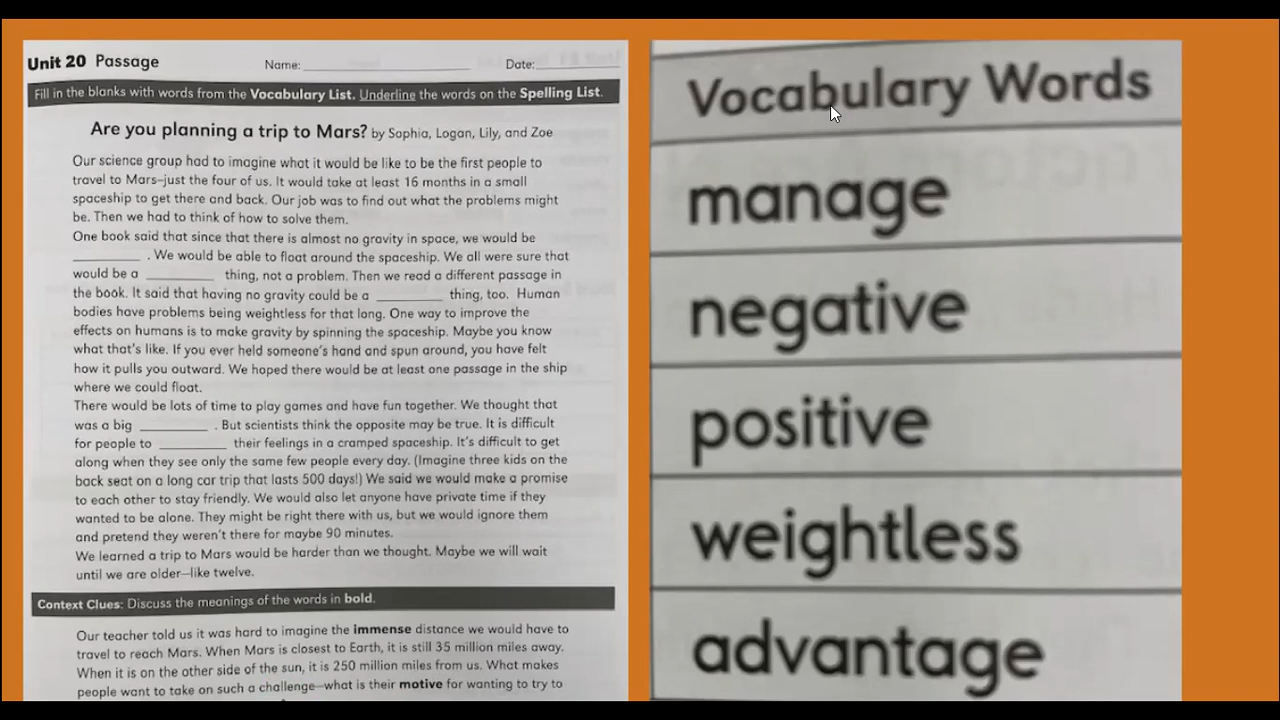 Unit 20 Passage
Name: ____________ Date: ____________
Fill in the blanks with words from the Vocabulary List. Underline the words on the Spelling List.
Are you planning a trip to Mars? by Sophia, Logan, Lily, and Zoe
Our science group had to imagine what it would be like to be the first people to
travel to Mars–just the four of us. It would take at least 16 months in a small
spaceship to get there and back. Our job was to find out what the problems might
be. Then we had to think of how to solve them.
One book said that since that there is almost no gravity in space, we would be
__________ . We would be able to float around the spaceship. We all were sure that
would be a __________ thing, not a problem. Then we read a different passage in
the book. It said that having no gravity could be a __________ thing, too. Human
bodies have problems being weightless for that long. One way to improve the
effects on humans is to make gravity by spinning the spaceship. Maybe you know
what that's like. If you ever held someone's hand and spun around, you have felt
how it pulls you outward. We hoped there would be at least one passage in the ship
where we could float.
There would be lots of time to play games and have fun together. We thought that
was a big __________ . But scientists think the opposite may be true. It is difficult
for people to __________ their feelings in a cramped spaceship. It's difficult to get
along when they see only the same few people every day. (Imagine three kids on the
back seat on a long car trip that lasts 500 days!) We said we would make a promise
to each other to stay friendly. We would also let anyone have private time if they
wanted to be alone. They might be right there with us, but we would ignore them
and pretend they weren't there for maybe 90 minutes.
We learned a trip to Mars would be harder than we thought. Maybe we will wait
until we are older—like twelve.
Context Clues: Discuss the meanings of the words in bold.
Our teacher told us it was hard to imagine the immense distance we would have to
travel to reach Mars. When Mars is closest to Earth, it is still 35 million miles away.
When it is on the other side of the sun, it is 250 million miles from us. What makes
people want to take on such a challenge—what is their motive for wanting to try to
Vocabulary Words
manage
negative
positive
weightless
advantage